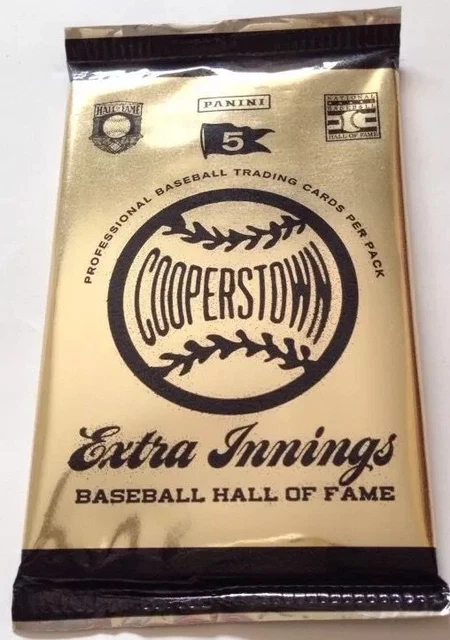 HALL OF FAME
PANINI
NATIONAL
BASEBALL
HALL OF FAME
5
PROFESSIONAL BASEBALL TRADING CARDS PER PACK
COOPERSTOWN
Extra Innings
BASEBALL HALL OF FAME